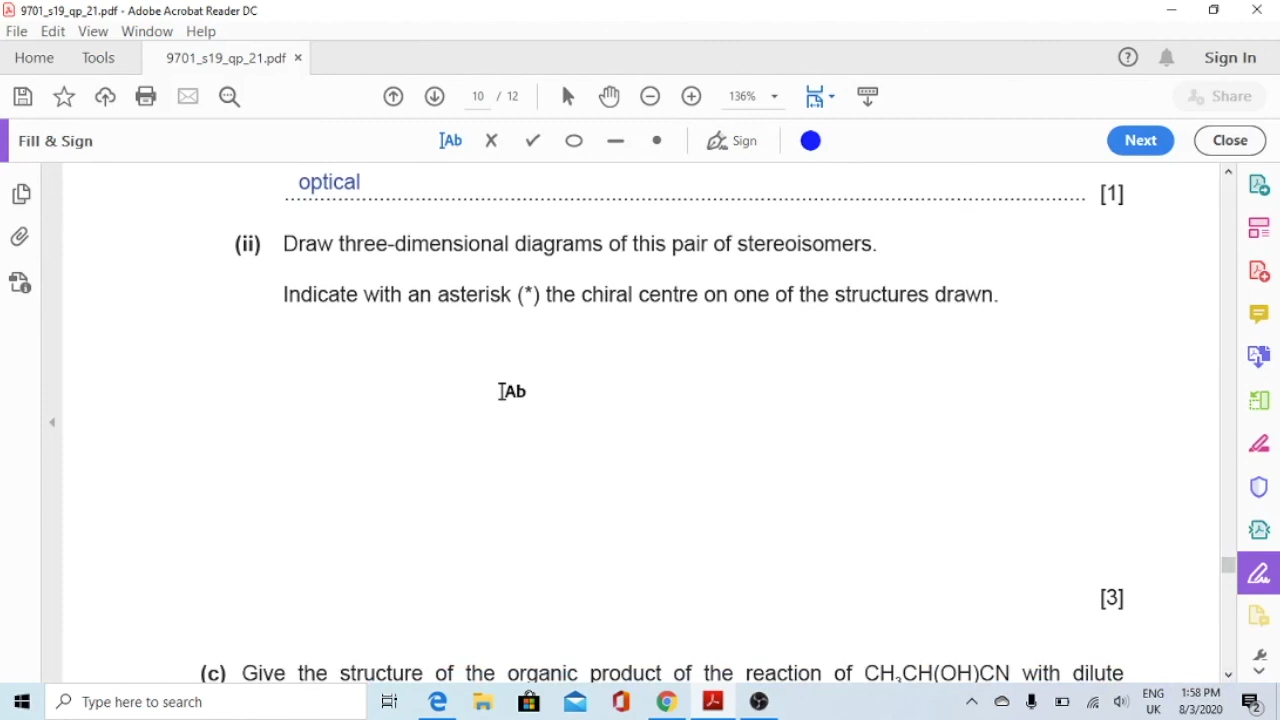 9701_s19_qp_21.pdf - Adobe Acrobat Reader DC
File Edit View Window Help
Home Tools 9701_s19_qp_21.pdf × Sign In
10 / 12 136% Share
Fill & Sign Ab Sign Next Close
optical [1]
(ii) Draw three-dimensional diagrams of this pair of stereoisomers.
Indicate with an asterisk (*) the chiral centre on one of the structures drawn.
Ab
[3]
(c) Give the structure of the organic product of the reaction of CH₃CH(OH)CN with dilute
Type here to search ENG 1:58 PM
UK 8/3/2020 2